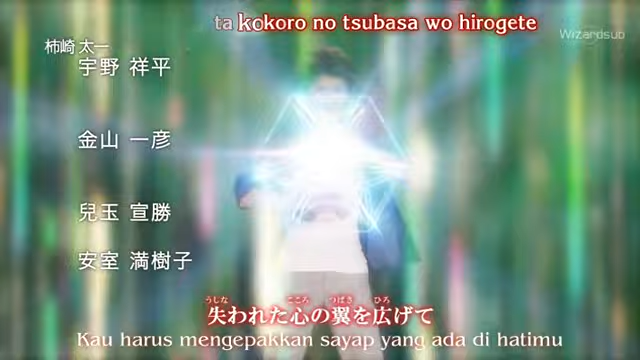 ta kokoro no tsubasa wo hirogete
Wizardsub
柿崎 太一
宇野 祥平
金山 一彦
兒玉 宣勝
安室 満樹子
うしな こころ つばさ ひろ
失われた心の翼を広げて
Kau harus mengepakkan sayap yang ada di hatimu